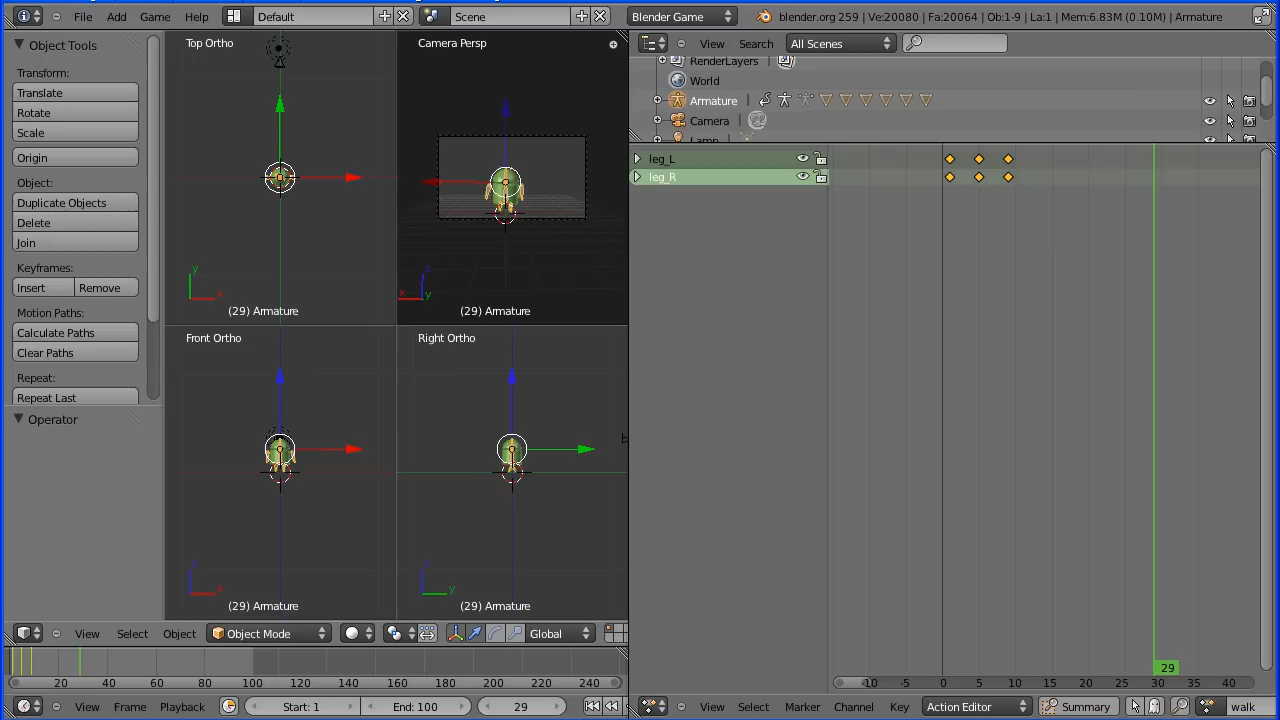 File Add Game Help Default Scene Blender Game blender.org 259 | Ve:20080 | Fa:20064 | Ob:1-9 | La:1 | Mem:6.83M (0.10M) | Armature
Object Tools
Transform:
Translate
Rotate
Scale
Origin
Object:
Duplicate Objects
Delete
Join
Keyframes:
Insert Remove
Motion Paths:
Calculate Paths
Clear Paths
Repeat:
Repeat Last
Operator
Top Ortho
y
x
(29) Armature
Camera Persp
z
x
y
(29) Armature
Front Ortho
z
x
(29) Armature
Right Ortho
z
y
(29) Armature
View Select Object Object Mode Global
20 40 60 80 100 120 140 160 180 200 220 240
View Frame Playback Start: 1 End: 100 29
View Search All Scenes
RenderLayers |
World
Armature |
Camera |
Lamp
leg_L
leg_R
29
-10 -5 0 5 10 15 20 25 30 35 40
View Select Marker Channel Key Action Editor Summary walk